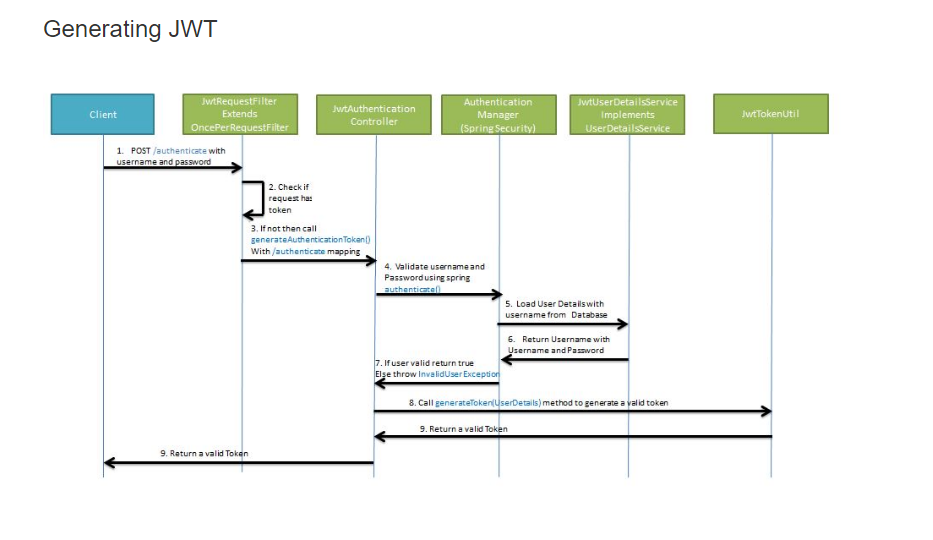 Generating JWT
Client
JwtRequestFilter
Extends
OncePerRequestFilter
JwtAuthentication
Controller
Authentication
Manager
(Spring Security)
JwtUserDetailsService
Implements
UserDetailsService
JwtTokenUtil
1. POST /authenticate with
username and password
2. Check if
request has
token
3. If not then call
generateAuthenticationToken()
With /authenticate mapping
4. Validate username and
Password using spring
authenticate()
5. Load User Details with
username from Database
6. Return Username with
Username and Password
7. If user valid return true
Else throw InvalidUserException
8. Call generateToken(UserDetails) method to generate a valid token
9. Return a valid Token
9. Return a valid Token